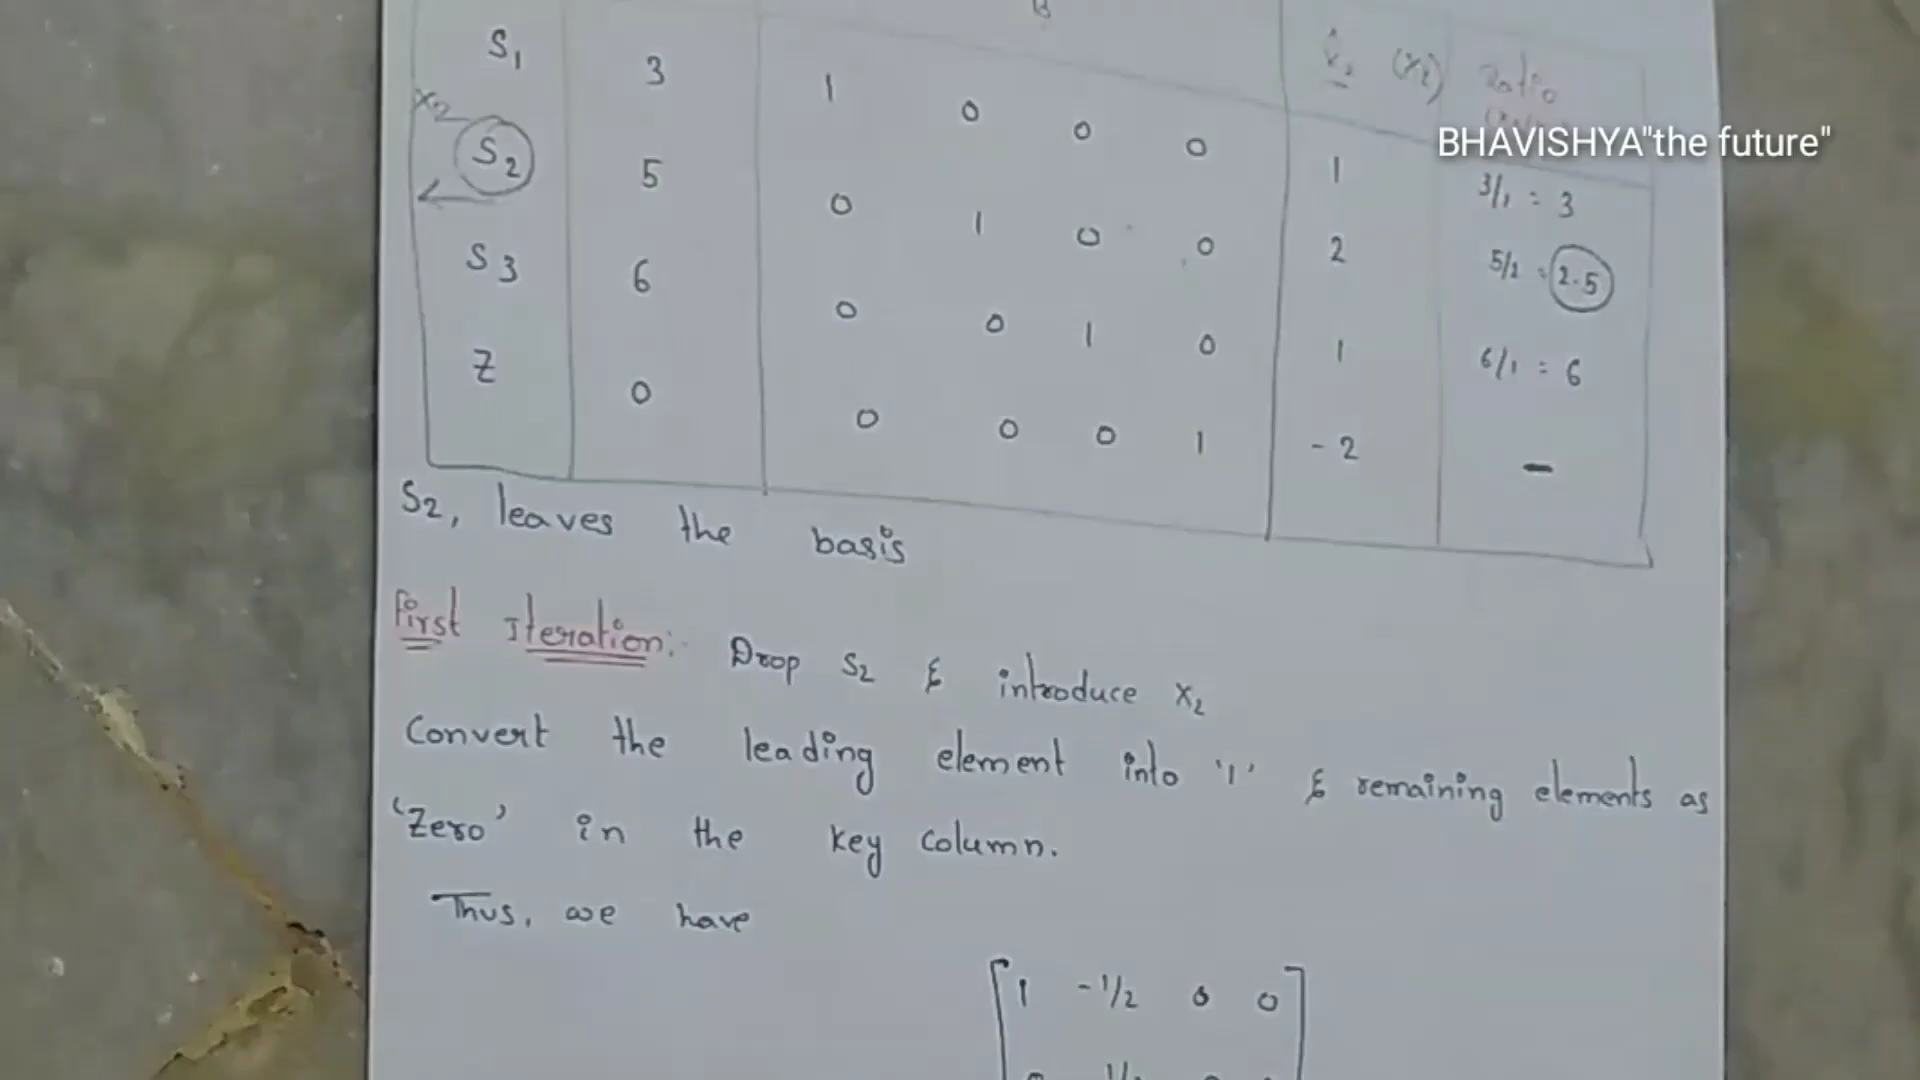 B
x̂₂ (x₂) Ratio
S₁ 3 1 0 0 0 1 3/1 = 3
x₂
S₂ 5 0 1 0 0 2 5/2 = 2.5
S3 6 0 0 1 0 1 6/1 = 6
Z 0 0 0 0 1 -2 –
BHAVISHYA"the future"
S₂, leaves the basis
First Iteration:- Drop S₂ & introduce x₂
Convert the leading element into '1' & remaining elements as
'Zero' in the key column.
Thus, we have
1 -1/2 0 0